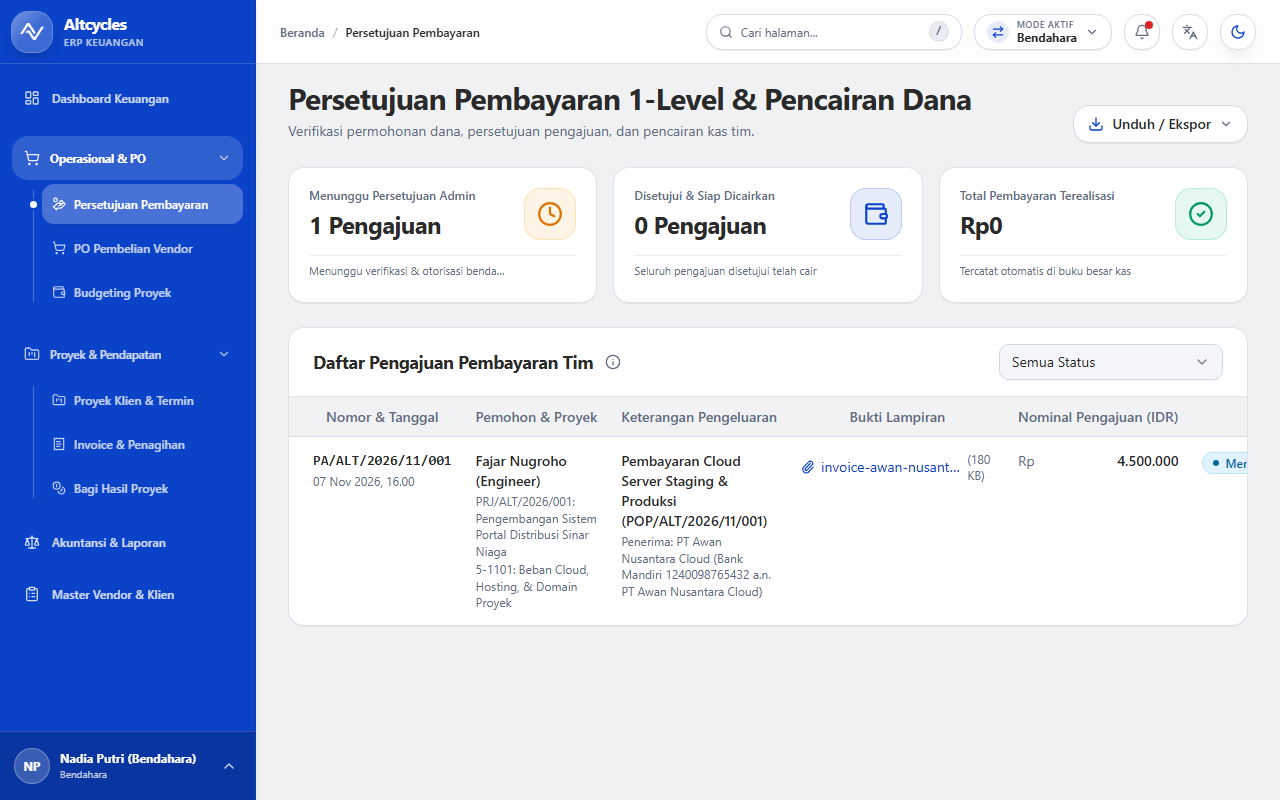 Altcycles
ERP KEUANGAN
Dashboard Keuangan
Operasional & PO
Persetujuan Pembayaran
PO Pembelian Vendor
Budgeting Proyek
Proyek & Pendapatan
Proyek Klien & Termin
Invoice & Penagihan
Bagi Hasil Proyek
Akuntansi & Laporan
Master Vendor & Klien
NP
Nadia Putri (Bendahara)
Bendahara
Beranda / Persetujuan Pembayaran
Cari halaman...
/
MODE AKTIF
Bendahara
Persetujuan Pembayaran 1-Level & Pencairan Dana
Verifikasi permohonan dana, persetujuan pengajuan, dan pencairan kas tim.
Unduh / Ekspor
Menunggu Persetujuan Admin
1 Pengajuan
Menunggu verifikasi & otorisasi benda...
Disetujui & Siap Dicairkan
0 Pengajuan
Seluruh pengajuan disetujui telah cair
Total Pembayaran Terealisasi
Rp0
Tercatat otomatis di buku besar kas
Daftar Pengajuan Pembayaran Tim
Semua Status
Nomor & Tanggal
Pemohon & Proyek
Keterangan Pengeluaran
Bukti Lampiran
Nominal Pengajuan (IDR)
PA/ALT/2026/11/001
07 Nov 2026, 16.00
Fajar Nugroho
(Engineer)
PRJ/ALT/2026/001:
Pengembangan Sistem
Portal Distribusi Sinar
Niaga
5-1101: Beban Cloud,
Hosting, & Domain
Proyek
Pembayaran Cloud
Server Staging &
Produksi
(POP/ALT/2026/11/001)
Penerima: PT Awan
Nusantara Cloud (Bank
Mandiri 1240098765432 a.n.
PT Awan Nusantara Cloud)
invoice-awan-nusant...
(180
KB)
Rp 4.500.000